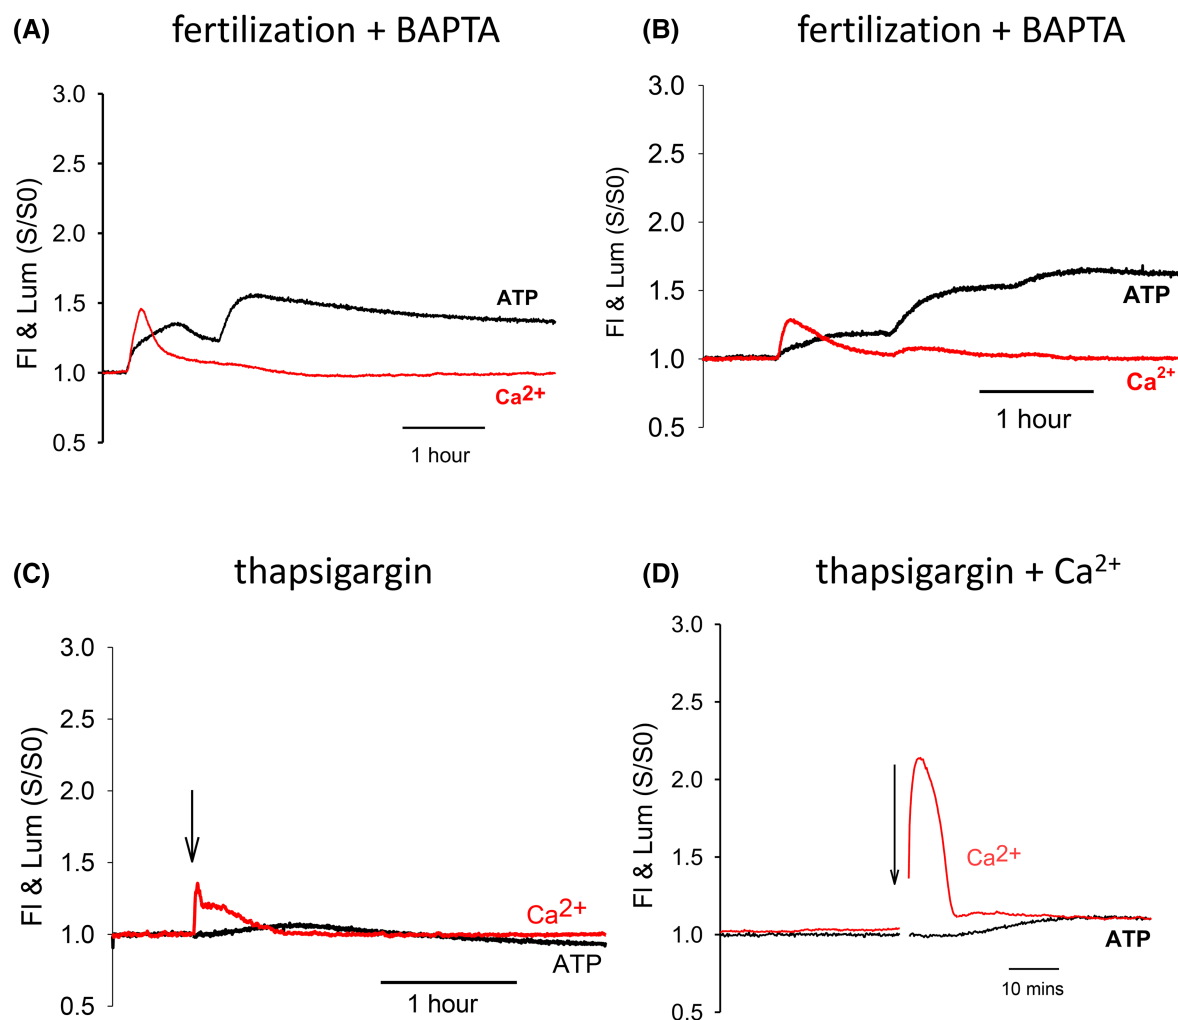 (A) fertilization + BAPTA
3.0
2.5
2.0
1.5
1.0
0.5
Fl & Lum (S/S0)
ATP
Ca2+
1 hour
(B) fertilization + BAPTA
3.0
2.5
2.0
1.5
1.0
0.5
Fl & Lum (S/S0)
ATP
Ca2+
1 hour
(C) thapsigargin
3.0
2.5
2.0
1.5
1.0
0.5
Fl & Lum (S/S0)
Ca2+
ATP
1 hour
(D) thapsigargin + Ca2+
3.0
2.5
2.0
1.5
1.0
0.5
Fl & Lum (S/S0)
Ca2+
ATP
10 mins